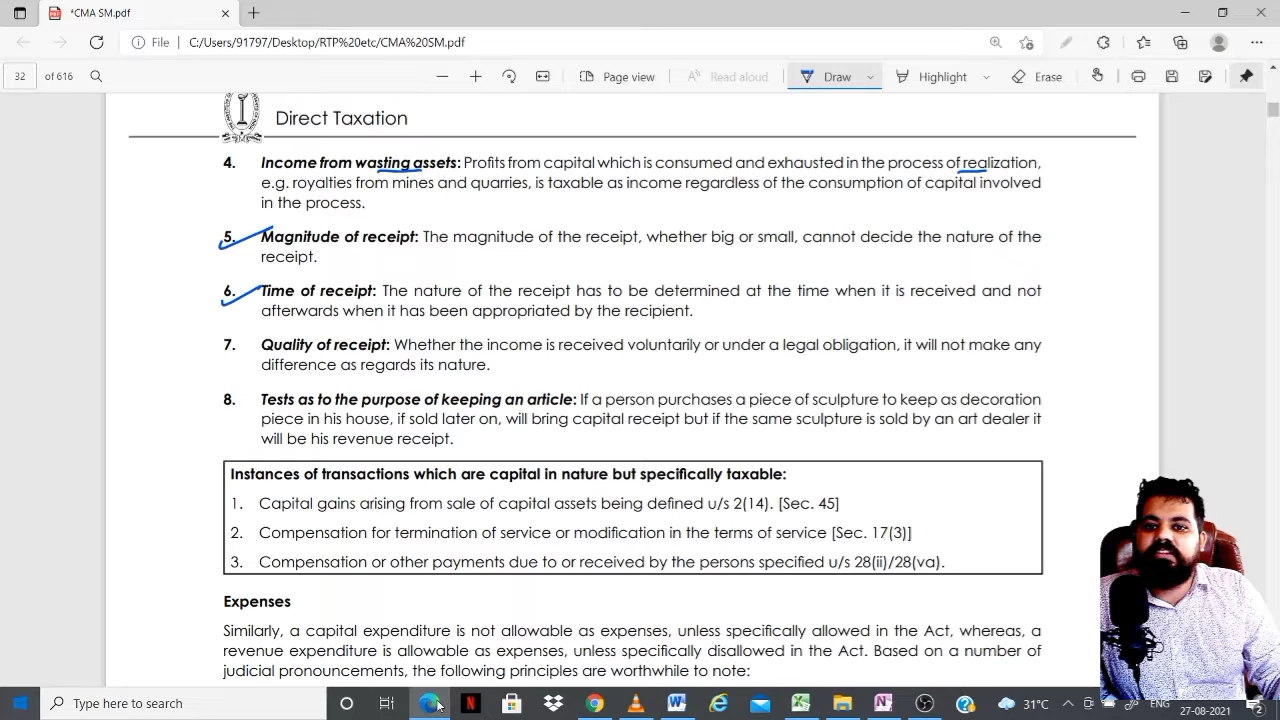 *CMA SM.pdf
File
C:/Users/91797/Desktop/RTP%20etc/CMA%20SM.pdf
32 of 616
Page view
Read aloud
Draw
Highlight
Erase
Direct Taxation
4. Income from wasting assets: Profits from capital which is consumed and exhausted in the process of realization,
e.g. royalties from mines and quarries, is taxable as income regardless of the consumption of capital involved
in the process.
5. Magnitude of receipt: The magnitude of the receipt, whether big or small, cannot decide the nature of the
receipt.
6. Time of receipt: The nature of the receipt has to be determined at the time when it is received and not
afterwards when it has been appropriated by the recipient.
7. Quality of receipt: Whether the income is received voluntarily or under a legal obligation, it will not make any
difference as regards its nature.
8. Tests as to the purpose of keeping an article: If a person purchases a piece of sculpture to keep as decoration
piece in his house, if sold later on, will bring capital receipt but if the same sculpture is sold by an art dealer it
will be his revenue receipt.
Instances of transactions which are capital in nature but specifically taxable:
1. Capital gains arising from sale of capital assets being defined u/s 2(14). [Sec. 45]
2. Compensation for termination of service or modification in the terms of service [Sec. 17(3)]
3. Compensation or other payments due to or received by the persons specified u/s 28(ii)/28(va).
Expenses
Similarly, a capital expenditure is not allowable as expenses, unless specifically allowed in the Act, whereas, a
revenue expenditure is allowable as expenses, unless specifically disallowed in the Act. Based on a number of
judicial pronouncements, the following principles are worthwhile to note:
Type here to search
31°C
27-08-2021